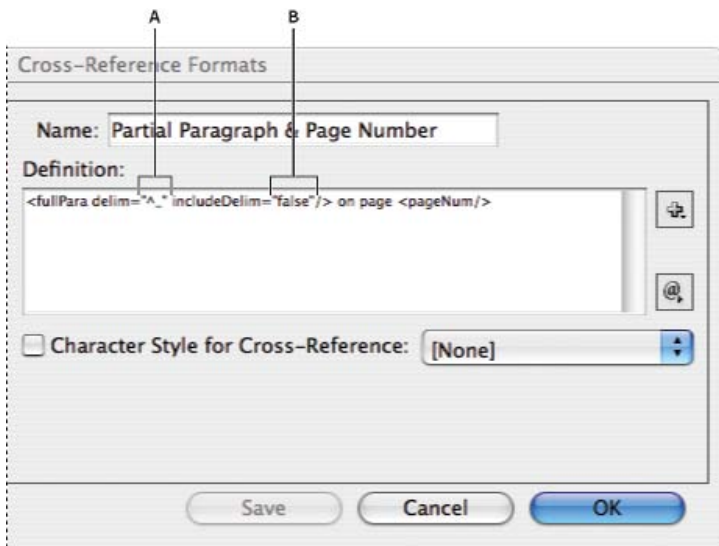 A B
Cross-Reference Formats
Name: Partial Paragraph & Page Number
Definition:
<fullPara delim="^_" includeDelim="false"/> on page <pageNum/>
@
Character Style for Cross-Reference: [None]
Save Cancel OK